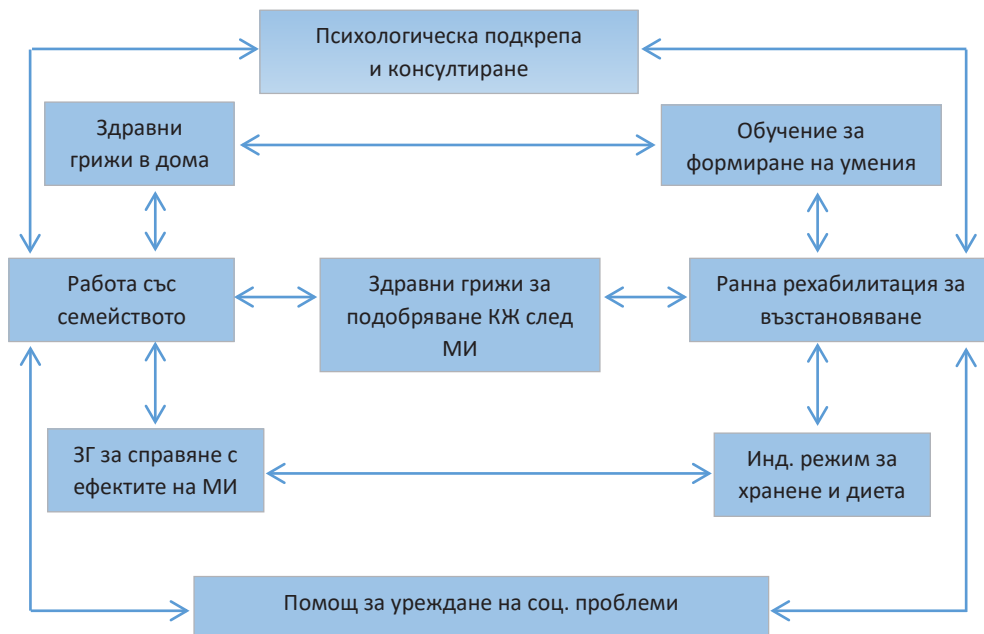 Психологическа подкрепа
и консултиране
Здравни
грижи в дома
Обучение за
формиране на умения
Работа със
семейството
Здравни грижи за
подобряване КЖ след
МИ
Ранна рехабилитация за
възстановяване
ЗГ за справяне с
ефектите на МИ
Инд. режим за
хранене и диета
Помощ за уреждане на соц. проблеми